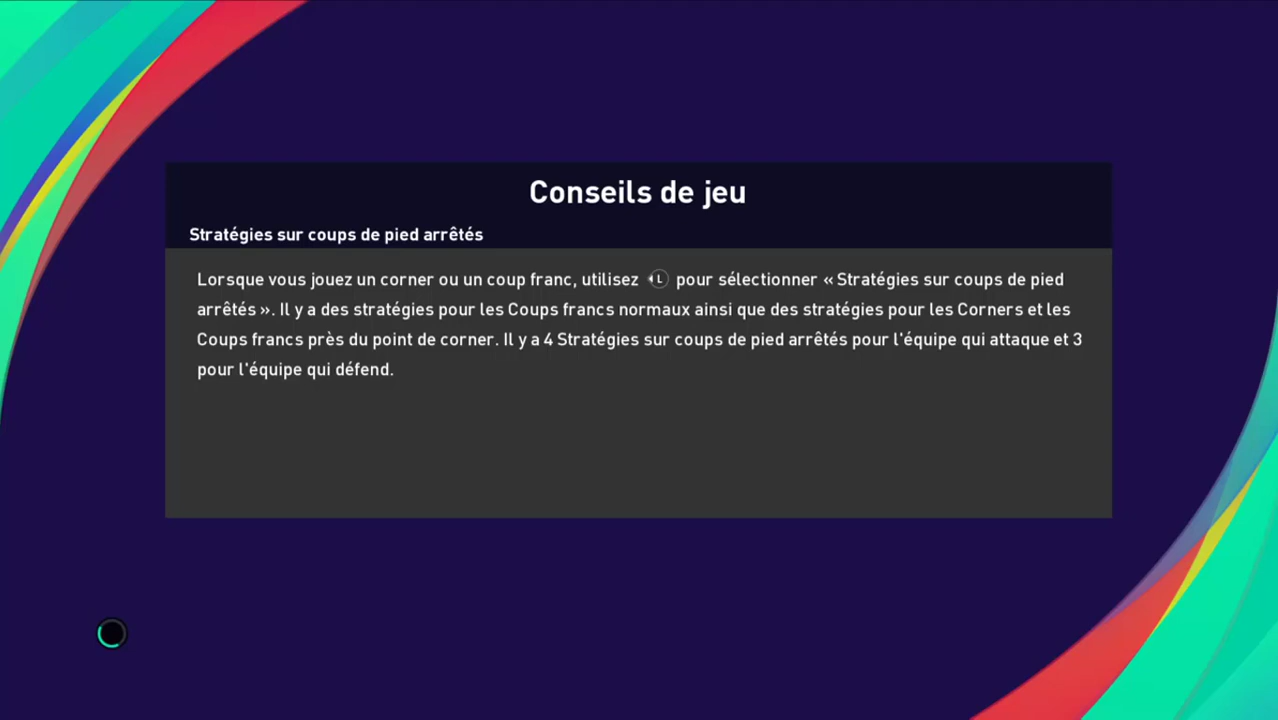 Conseils de jeu
Stratégies sur coups de pied arrêtés
Lorsque vous jouez un corner ou un coup franc, utilisez L pour sélectionner « Stratégies sur coups de pied
arrêtés ». Il y a des stratégies pour les Coups francs normaux ainsi que des stratégies pour les Corners et les
Coups francs près du point de corner. Il y a 4 Stratégies sur coups de pied arrêtés pour l'équipe qui attaque et 3
pour l'équipe qui défend.